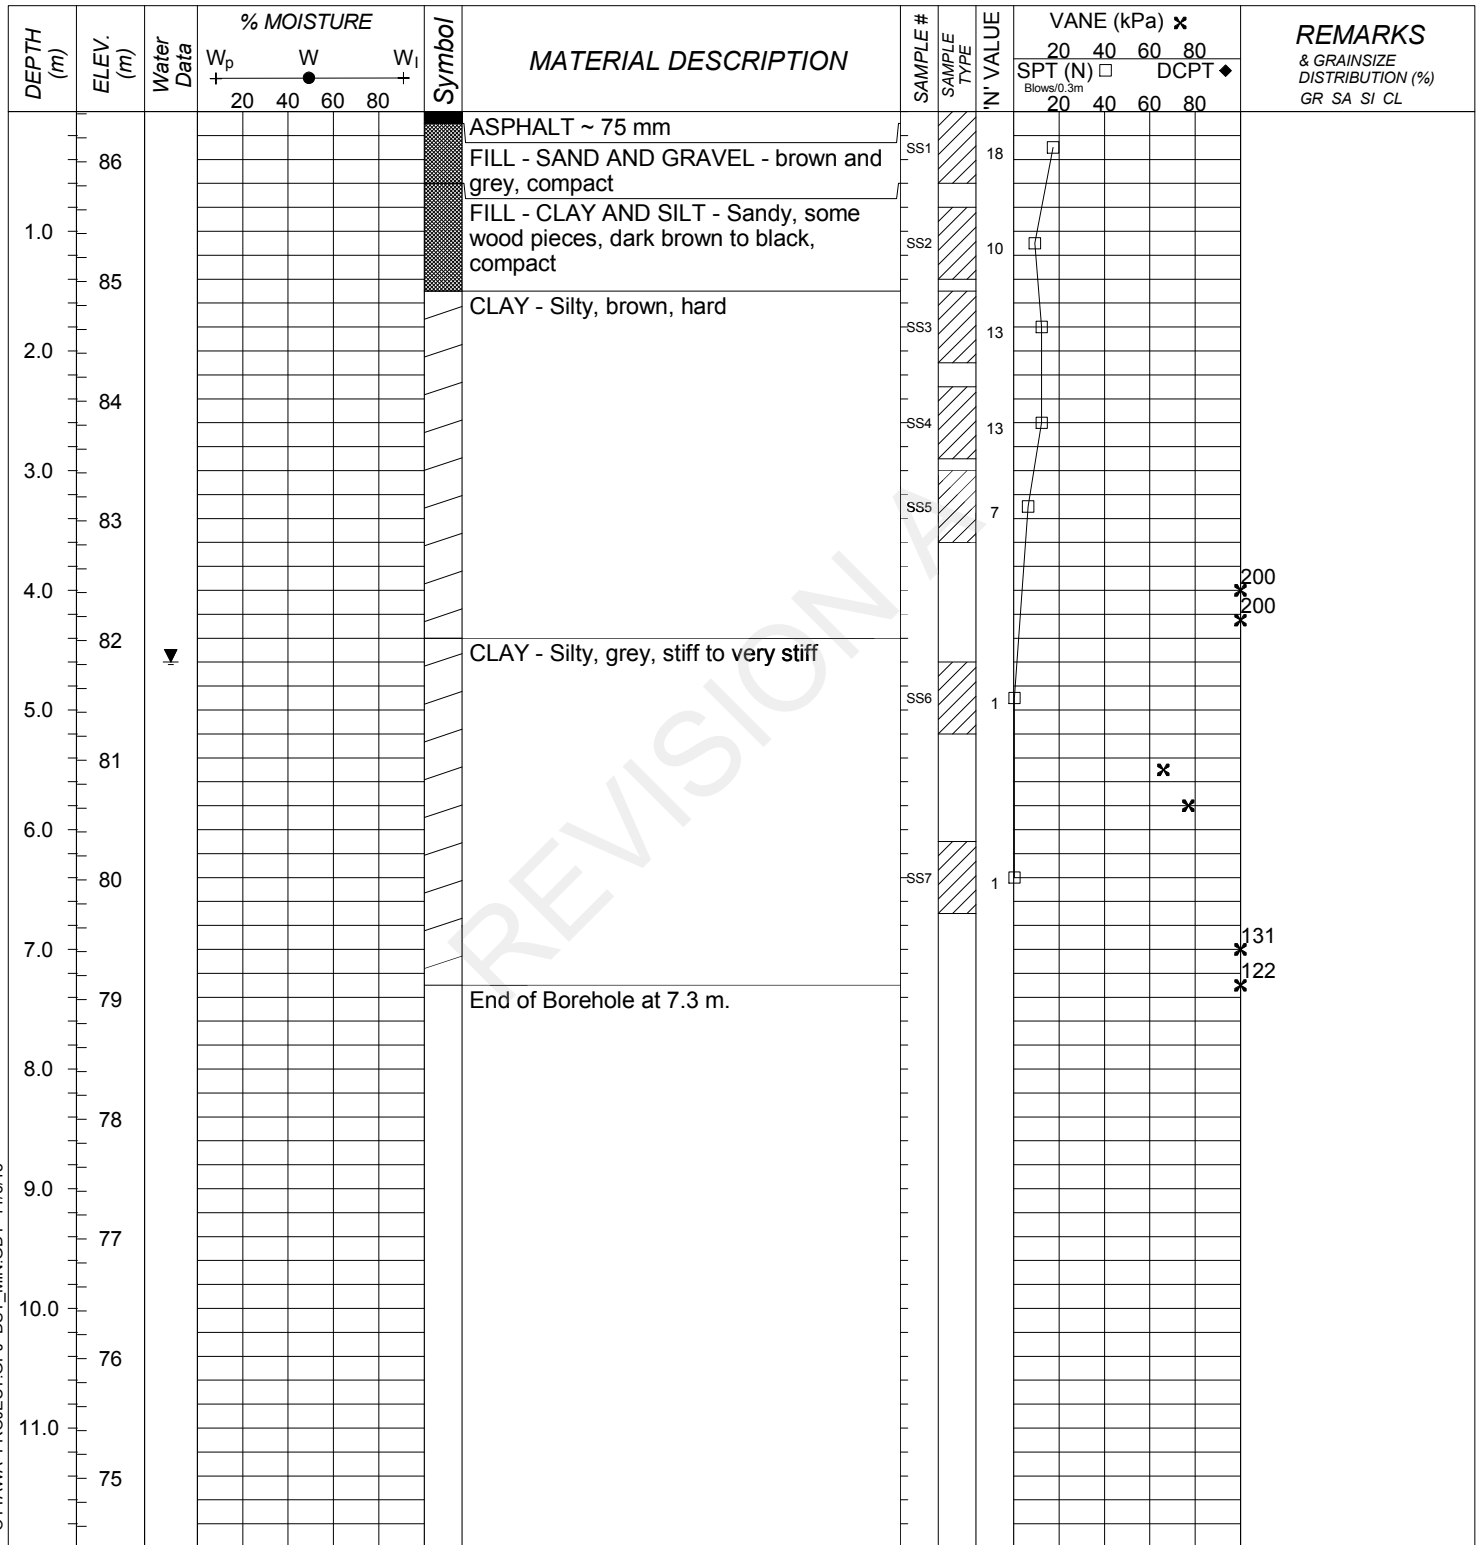 DEPTH (m)
ELEV. (m)
Water Data
% MOISTURE
Wp W Wl
20 40 60 80
Symbol
MATERIAL DESCRIPTION
SAMPLE #
SAMPLE TYPE
'N' VALUE
VANE (kPa)
20 40 60 80
SPT (N) DCPT
Blows/0.3m
20 40 60 80
REMARKS
& GRAINSIZE
DISTRIBUTION (%)
GR SA SI CL
ASPHALT ~ 75 mm
SS1
18
86
FILL - SAND AND GRAVEL - brown and
grey, compact
FILL - CLAY AND SILT - Sandy, some
1.0
wood pieces, dark brown to black,
SS2
10
compact
85
CLAY - Silty, brown, hard
SS3
13
2.0
84
SS4
13
3.0
SS5
7
83
200
4.0
200
82
CLAY - Silty, grey, stiff to very stiff
SS6
1
5.0
81
6.0
80
SS7
1
131
7.0
122
79
End of Borehole at 7.3 m.
8.0
78
9.0
77
10.0
76
11.0
75
REVISION A